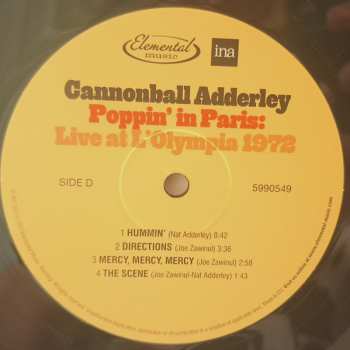 Elemental
music
ina
Cannonball Adderley
Poppin' in Paris:
Live at L'Olympia 1972
SIDE D
5990549
1 HUMMIN' (Nat Adderley) 8:42
2 DIRECTIONS (Joe Zawinul) 3:36
3 MERCY, MERCY, MERCY (Joe Zawinul) 2:58
4 THE SCENE (Joe Zawinul-Nat Adderley) 1:43